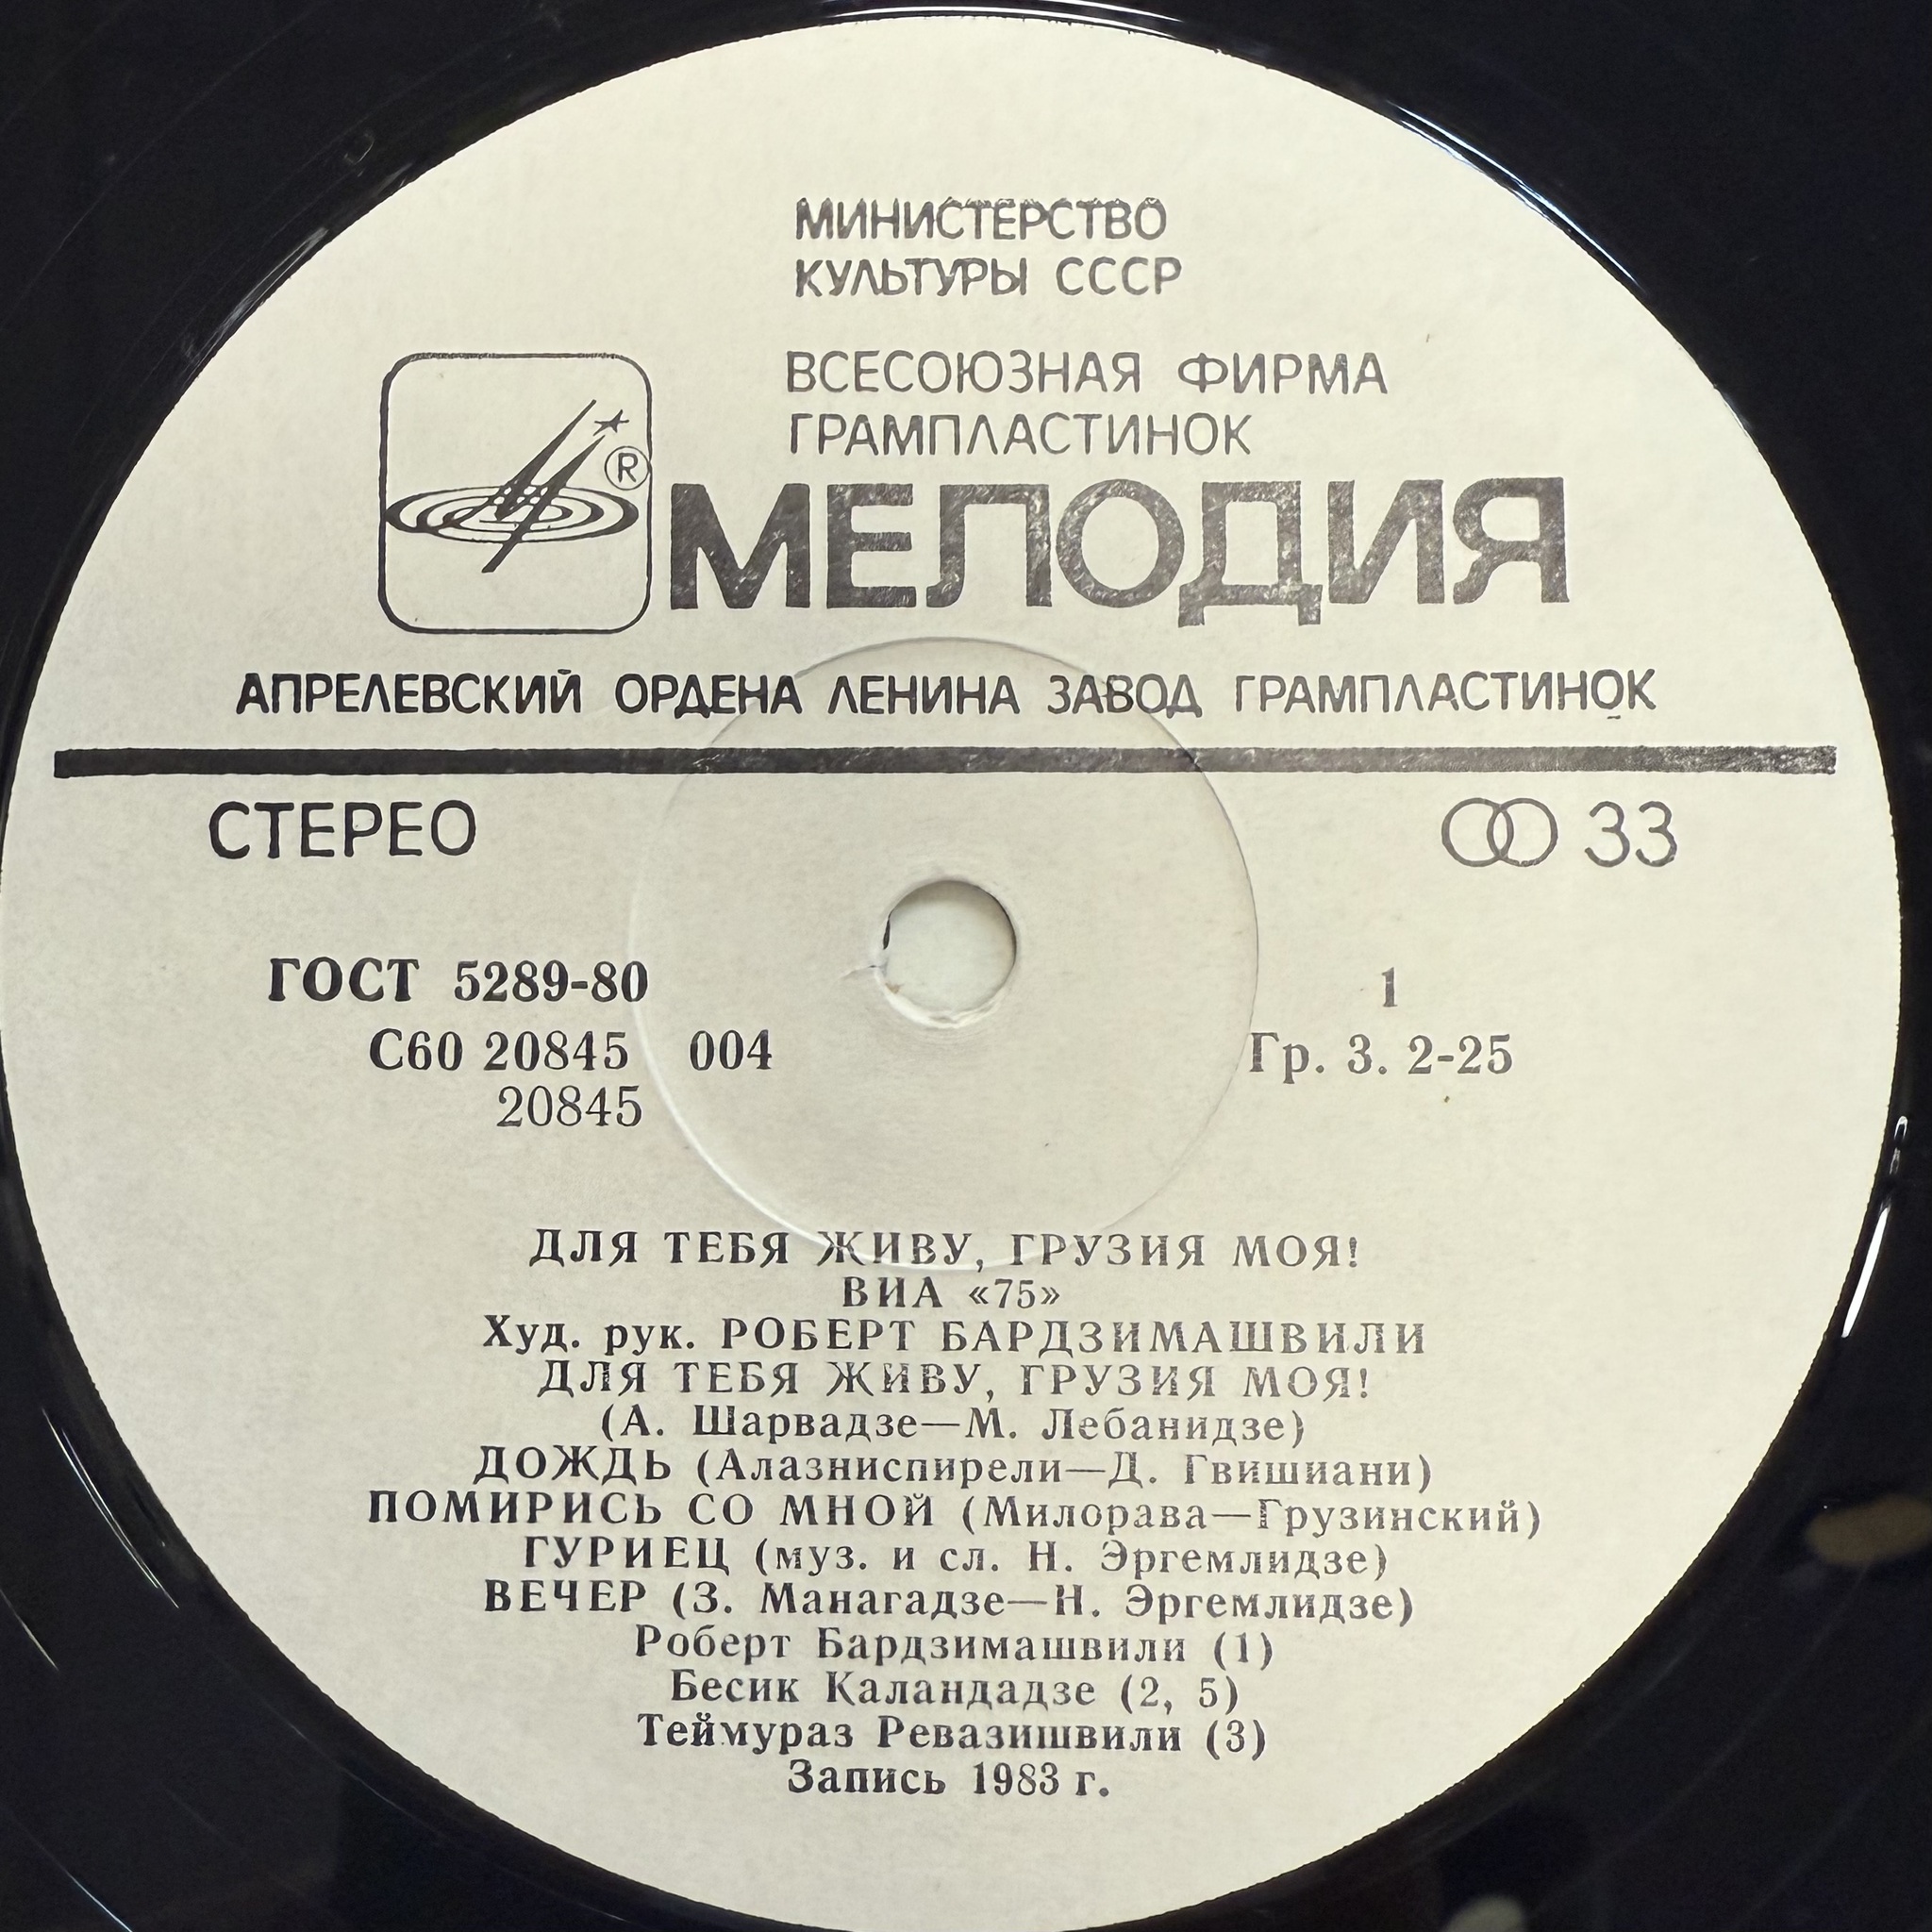 МИНИСТЕРСТВО
КУЛЬТУРЫ СССР
ВСЕСОЮЗНАЯ ФИРМА
ГРАМПЛАСТИНОК
®
МЕЛОДИЯ
АПРЕЛЕВСКИЙ ОРДЕНА ЛЕНИНА ЗАВОД ГРАМПЛАСТИНОК
СТЕРЕО 33
ГОСТ 5289-80 1
С60 20845 004 Гр. 3. 2-25
20845
ДЛЯ ТЕБЯ ЖИВУ, ГРУЗИЯ МОЯ!
ВИА «75»
Худ. рук. РОБЕРТ БАРДЗИМАШВИЛИ
ДЛЯ ТЕБЯ ЖИВУ, ГРУЗИЯ МОЯ!
(А. Шарвадзе—М. Лебанидзе)
ДОЖДЬ (Алазниспирели—Д. Гвишиани)
ПОМИРИСЬ СО МНОЙ (Милорава—Грузинский)
ГУРИЕЦ (муз. и сл. Н. Эргемлидзе)
ВЕЧЕР (З. Манагадзе—Н. Эргемлидзе)
Роберт Бардзимашвили (1)
Бесик Каландадзе (2, 5)
Теймураз Ревазишвили (3)
Запись 1983 г.